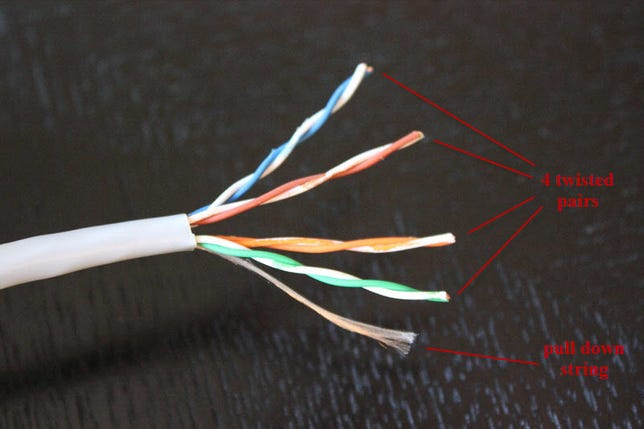 4 twisted
pairs
pull down
string